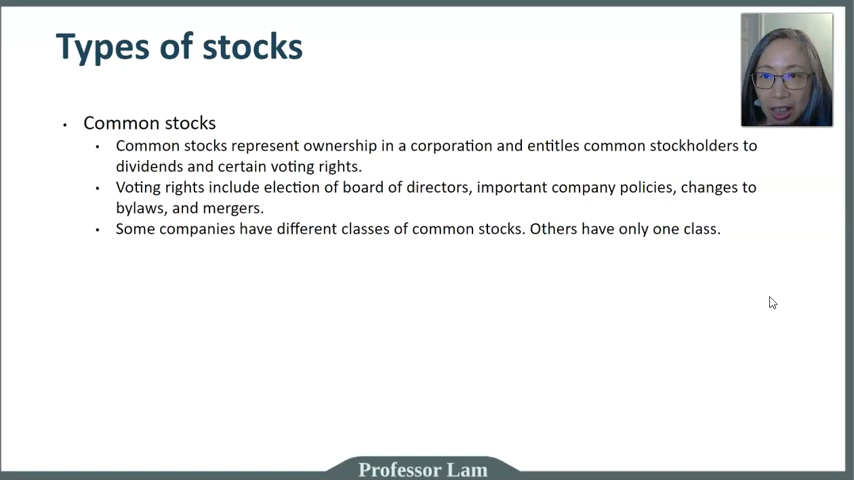 Types of stocks
• Common stocks
• Common stocks represent ownership in a corporation and entitles common stockholders to
dividends and certain voting rights.
• Voting rights include election of board of directors, important company policies, changes to
bylaws, and mergers.
• Some companies have different classes of common stocks. Others have only one class.
Professor Lam